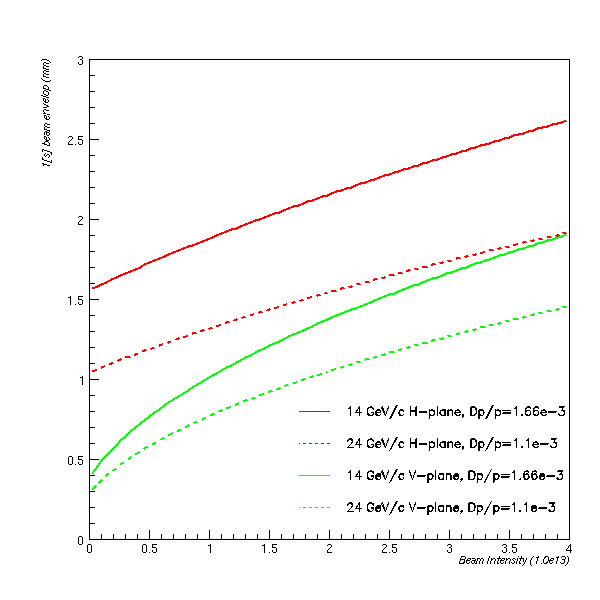 3
2.5
2
1.5
1
0.5
0
1[s] beam envelop (mm)
14 GeV/c H-plane, Dp/p=1.66e-3
24 GeV/c H-plane, Dp/p=1.1e-3
14 GeV/c V-plane, Dp/p=1.66e-3
24 GeV/c V-plane, Dp/p=1.1e-3
0 0.5 1 1.5 2 2.5 3 3.5 4
Beam Intensity (1.0e13)